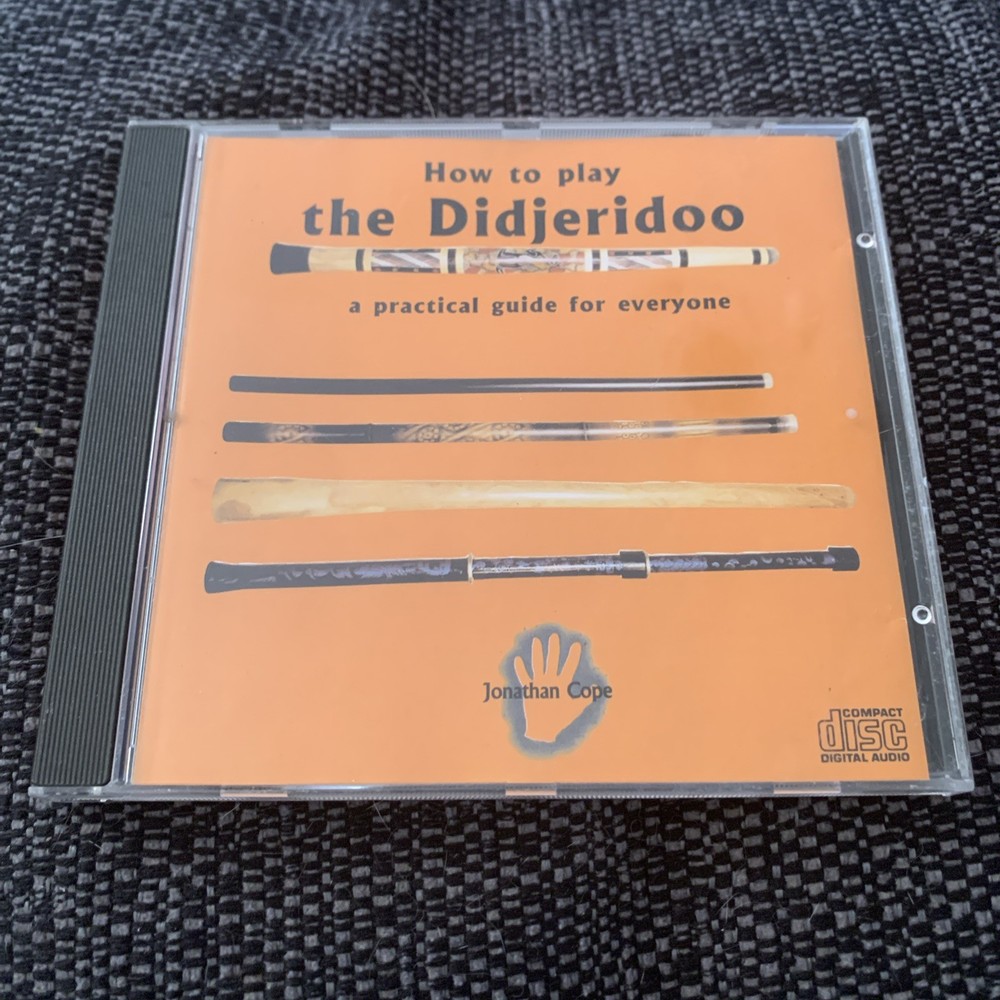 How to play
the Didjeridoo
a practical guide for everyone
Jonathan Cope
COMPACT
disc
DIGITAL AUDIO